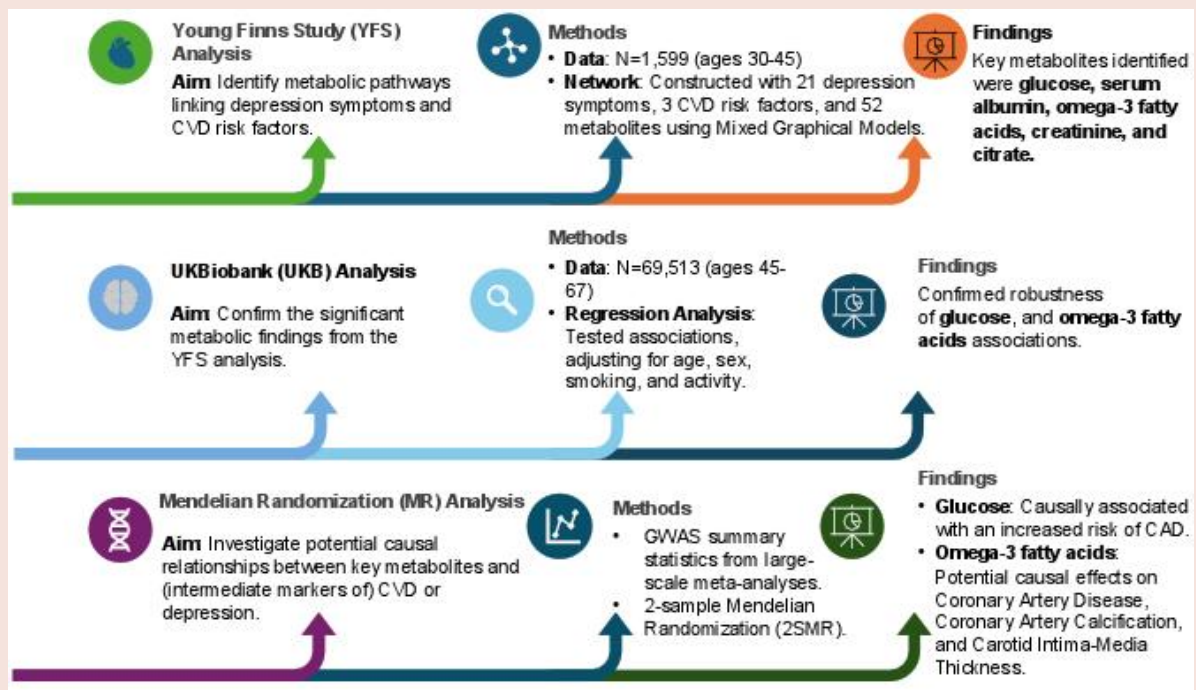 Young Finns Study (YFS)
Analysis
Aim: Identify metabolic pathways
linking depression symptoms and
CVD risk factors.
Methods
• Data: N=1,599 (ages 30-45)
• Network: Constructed with 21 depression
symptoms, 3 CVD risk factors, and 52
metabolites using Mixed Graphical Models.
Findings
Key metabolites identified
were glucose, serum
albumin, omega-3 fatty
acids, creatinine, and
citrate.
UKBiobank (UKB) Analysis
Aim: Confirm the significant
metabolic findings from the
YFS analysis.
Methods
• Data: N=69,513 (ages 45-
67)
• Regression Analysis:
Tested associations,
adjusting for age, sex,
smoking, and activity.
Findings
Confirmed robustness
of glucose, and omega-3 fatty
acids associations.
Mendelian Randomization (MR) Analysis
Aim: Investigate potential causal
relationships between key metabolites and
(intermediate markers of) CVD or
depression.
Methods
• GWAS summary
statistics from large-
scale meta-analyses.
• 2-sample Mendelian
Randomization (2SMR).
Findings
• Glucose: Causally associated
with an increased risk of CAD.
• Omega-3 fatty acids:
Potential causal effects on
Coronary Artery Disease,
Coronary Artery Calcification,
and Carotid Intima-Media
Thickness.